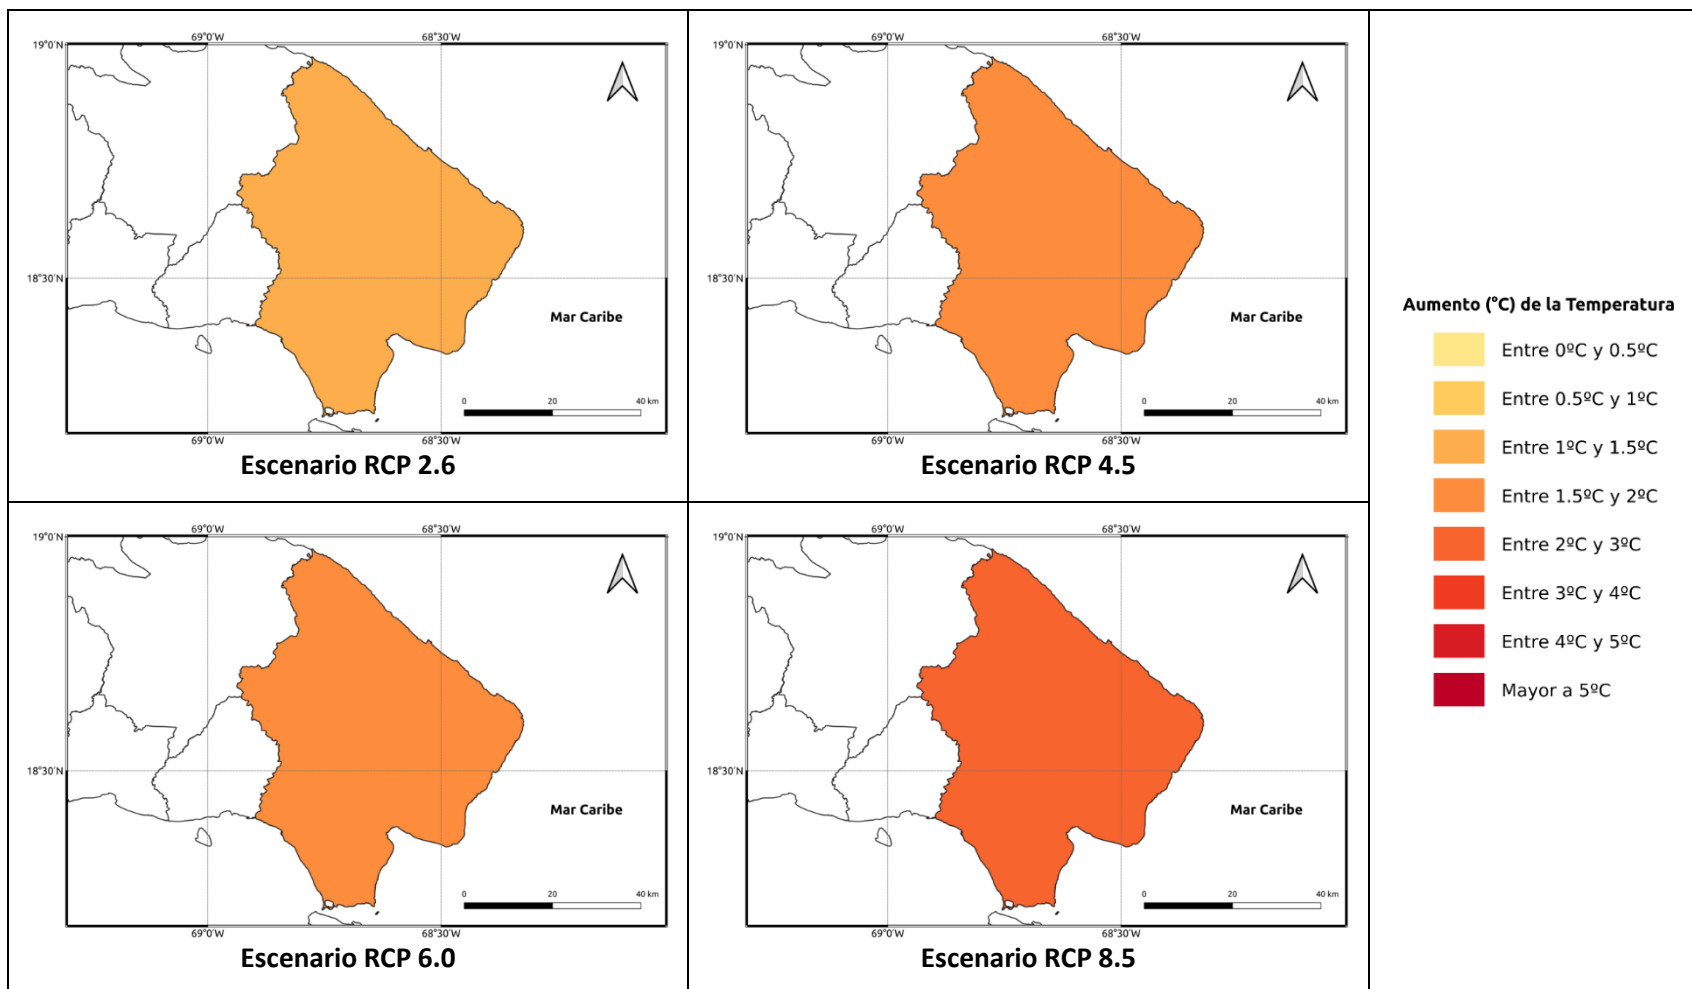 69°0'W 68°30'W
19°0'N
18°30'N
Mar Caribe
0 20 40 km
69°0'W 68°30'W
Escenario RCP 2.6
69°0'W 68°30'W
19°0'N
18°30'N
Mar Caribe
0 20 40 km
69°0'W 68°30'W
Escenario RCP 4.5
69°0'W 68°30'W
19°0'N
18°30'N
Mar Caribe
0 20 40 km
69°0'W 68°30'W
Escenario RCP 6.0
69°0'W 68°30'W
19°0'N
18°30'N
Mar Caribe
0 20 40 km
69°0'W 68°30'W
Escenario RCP 8.5
Aumento (°C) de la Temperatura
Entre 0ºC y 0.5ºC
Entre 0.5ºC y 1ºC
Entre 1ºC y 1.5ºC
Entre 1.5ºC y 2ºC
Entre 2ºC y 3ºC
Entre 3ºC y 4ºC
Entre 4ºC y 5ºC
Mayor a 5ºC